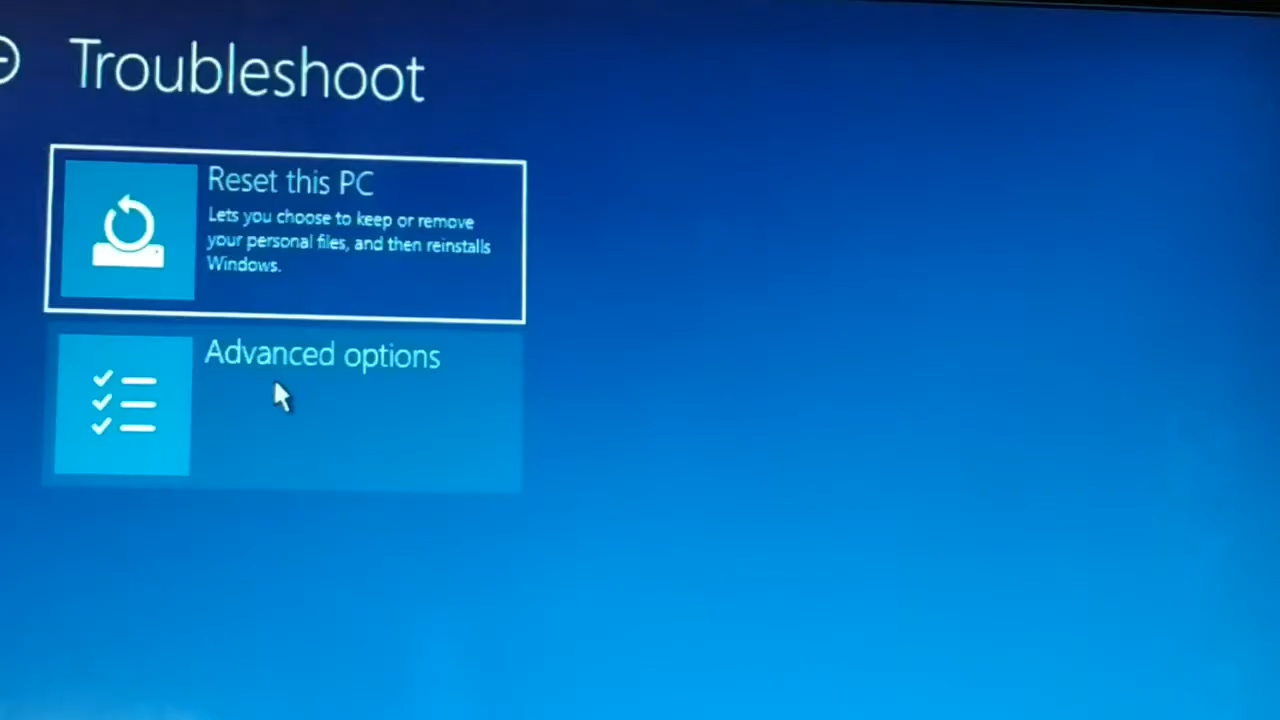 Troubleshoot
Reset this PC
Lets you choose to keep or remove
your personal files, and then reinstalls
Windows.
Advanced options